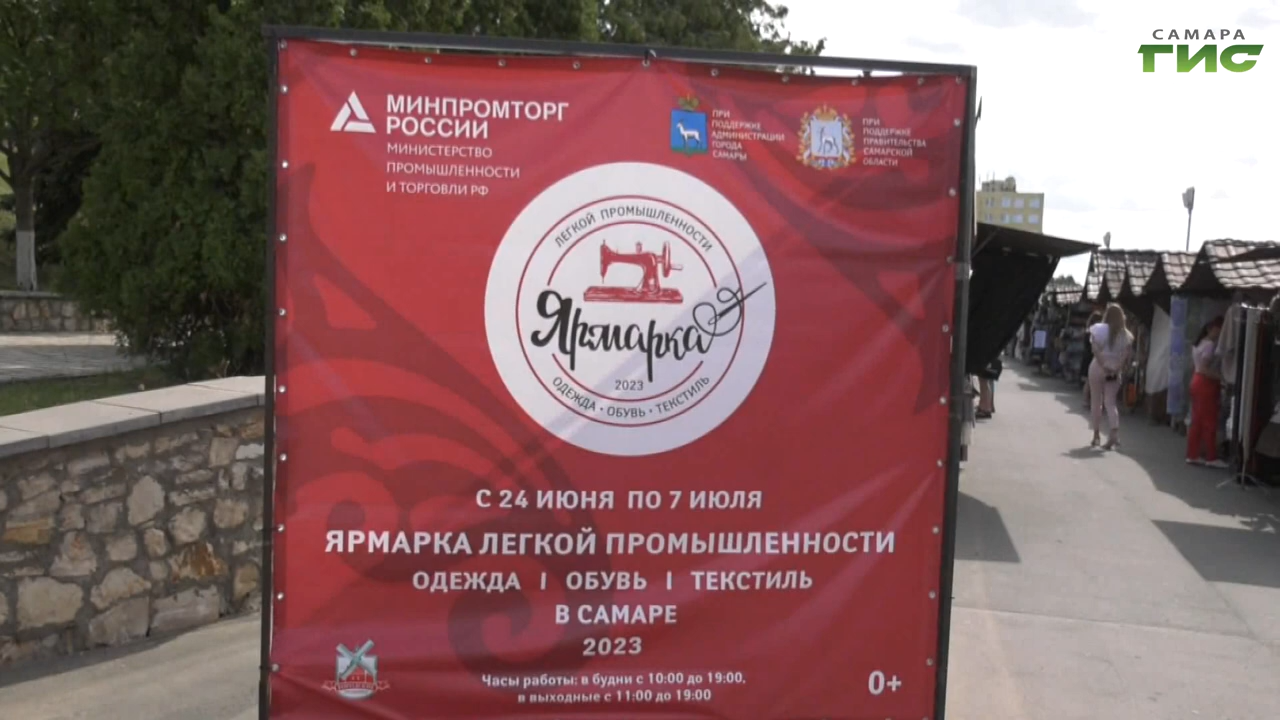 САМАРА
ГИС
МИНПРОМТОРГ
РОССИИ
МИНИСТЕРСТВО
ПРОМЫШЛЕННОСТИ
И ТОРГОВЛИ РФ
ПРИ
ПОДДЕРЖКЕ
АДМИНИСТРАЦИИ
ГОРОДА
САМАРЫ
ПРИ
ПОДДЕРЖКЕ
ПРАВИТЕЛЬСТВА
САМАРСКОЙ
ОБЛАСТИ
ЛЕГКОЙ ПРОМЫШЛЕННОСТИ
Ярмарка
2023
ОДЕЖДА • ОБУВЬ • ТЕКСТИЛЬ
С 24 ИЮНЯ ПО 7 ИЮЛЯ
ЯРМАРКА ЛЕГКОЙ ПРОМЫШЛЕННОСТИ
ОДЕЖДА I ОБУВЬ I ТЕКСТИЛЬ
В САМАРЕ
2023
Часы работы: в будни с 10:00 до 19:00,
в выходные с 11:00 до 19:00
0+